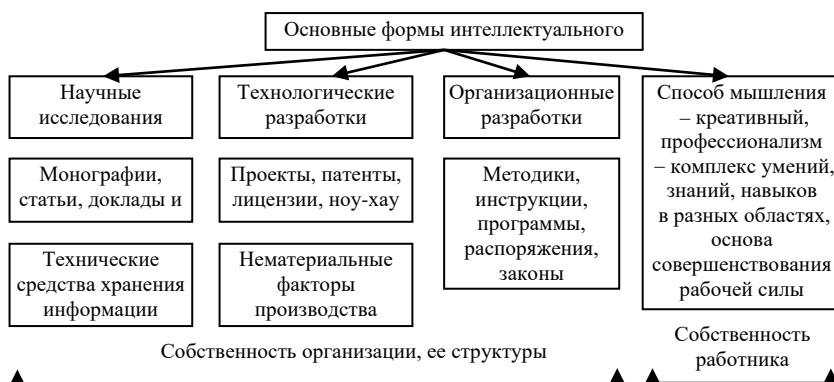 Основные формы интеллектуального
Научные
исследования
Технологические
разработки
Организационные
разработки
Способ мышления
– креативный,
профессионализм
– комплекс умений,
знаний, навыков
в разных областях,
основа
совершенствования
рабочей силы
Монографии,
статьи, доклады и
Проекты, патенты,
лицензии, ноу-хау
Методики,
инструкции,
программы,
распоряжения,
законы
Технические
средства хранения
информации
Нематериальные
факторы
производства
Собственность организации, ее структуры
Собственность
работника